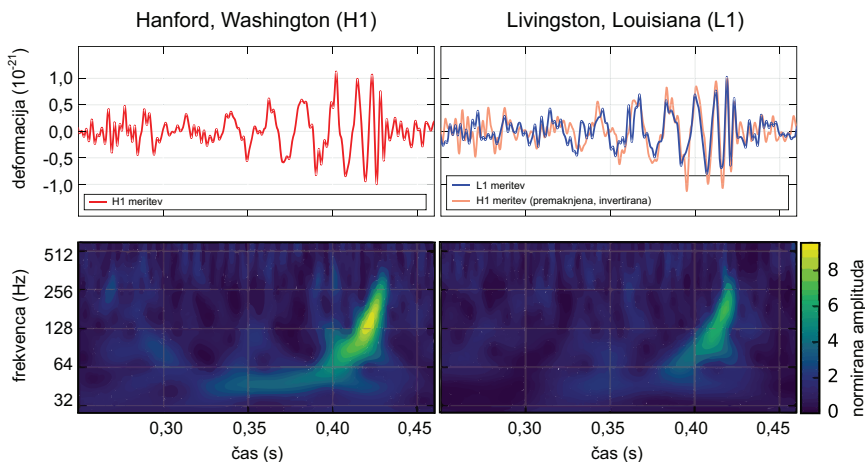 Hanford, Washington (H1)
Livingston, Louisiana (L1)
deformacija (10⁻²¹)
1,0
0,5
0,0
-0,5
-1,0
H1 meritev
L1 meritev
H1 meritev (premaknjena, invertirana)
frekvenca (Hz)
512
256
128
64
32
0,30
0,35
0,40
0,45
čas (s)
0,30
0,35
0,40
0,45
čas (s)
8
6
4
2
0
normirana amplituda